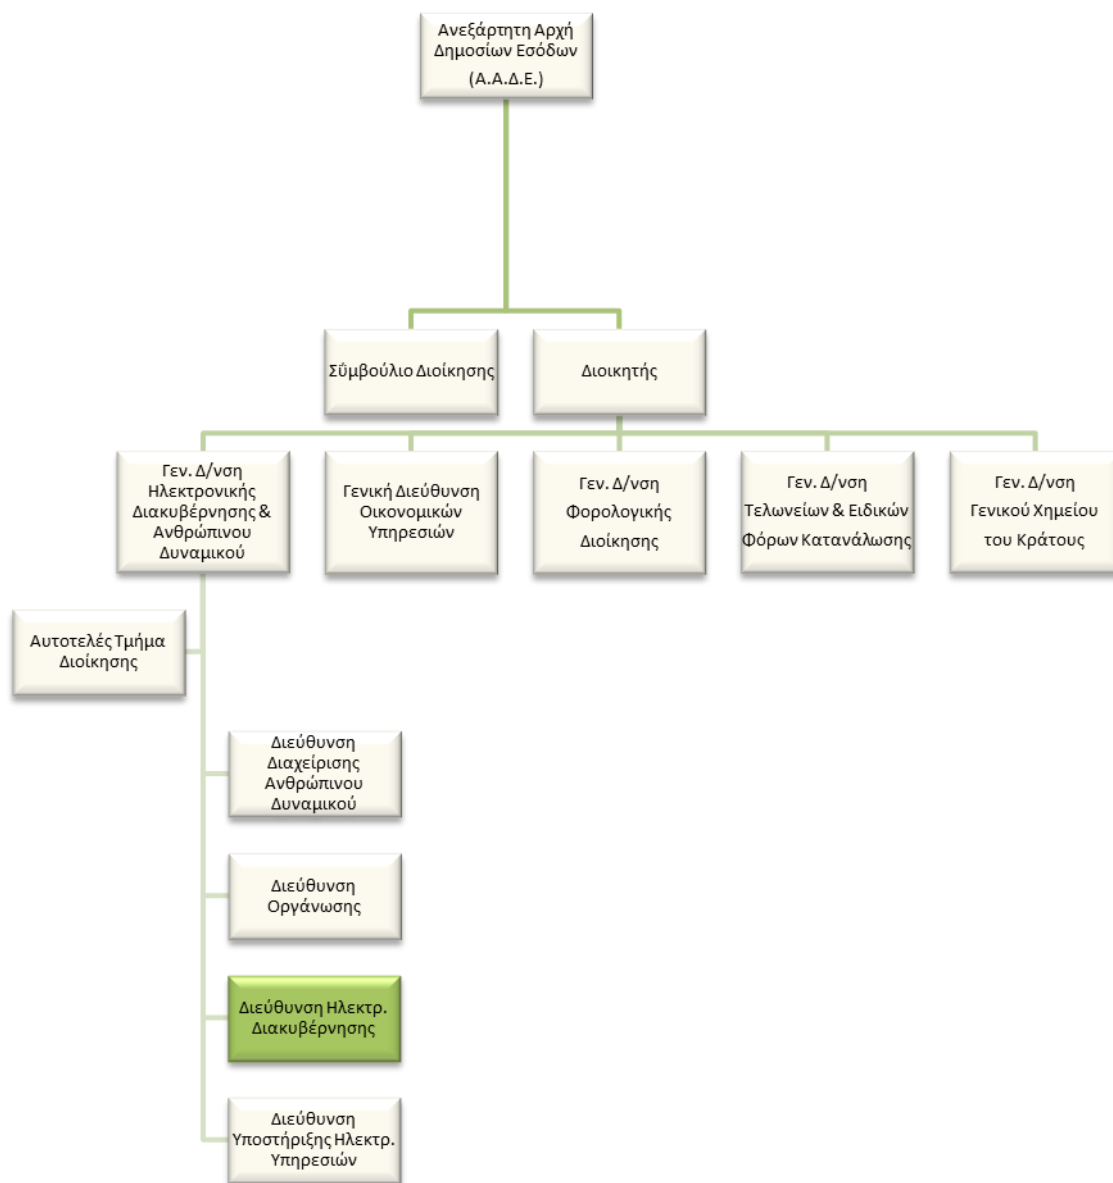 Ανεξάρτητη Αρχή
Δημοσίων Εσόδων
(Α.Α.Δ.Ε.)
Σΰμβούλιο Διοίκησης
Διοικητής
Γεν. Δ/νση
Ηλεκτρονικής
Διακυβέρνησης &
Ανθρώπινου
Δυναμικού
Γενική Διεύθυνση
Οικονομικών
Υπηρεσιών
Γεν. Δ/νση
Φορολογικής
Διοίκησης
Γεν. Δ/νση
Τελωνείων & Ειδικών
Φόρων Κατανάλωσης
Γεν. Δ/νση
Γενικού Χημείου
του Κράτους
Αυτοτελές Τμήμα
Διοίκησης
Διεύθυνση
Διαχείρισης
Ανθρώπινου
Δυναμικού
Διεύθυνση
Οργάνωσης
Διεύθυνση Ηλεκτρ.
Διακυβέρνησης
Διεύθυνση
Υποστήριξης Ηλεκτρ.
Υπηρεσιών